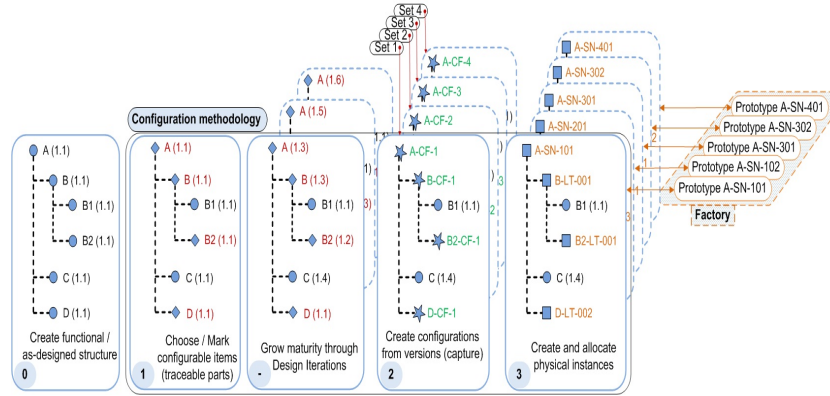 Set 4
Set 3
Set 2
Set 1
Configuration methodology
A (1.1)
B (1.1)
B1 (1.1)
B2 (1.1)
C (1.1)
D (1.1)
Create functional /
as-designed structure
0
A (1.1)
B (1.1)
B1 (1.1)
B2 (1.1)
C (1.1)
D (1.1)
Choose / Mark
configurable items
(traceable parts)
1
A (1.6)
A (1.5)
A (1.3)
B (1.3)
B1 (1.1)
B2 (1.2)
C (1.4)
D (1.1)
Grow maturity through
Design Iterations
-
A-CF-4
A-CF-3
A-CF-2
A-CF-1
B-CF-1
B1 (1.1)
B2-CF-1
C (1.4)
D-CF-1
Create configurations
from versions (capture)
2
A-SN-401
A-SN-302
A-SN-301
A-SN-201
A-SN-101
B-LT-001
B1 (1.1)
B2-LT-001
C (1.4)
D-LT-002
Create and allocate
physical instances
3
Prototype A-SN-401
Prototype A-SN-302
Prototype A-SN-301
Prototype A-SN-102
Prototype A-SN-101
Factory